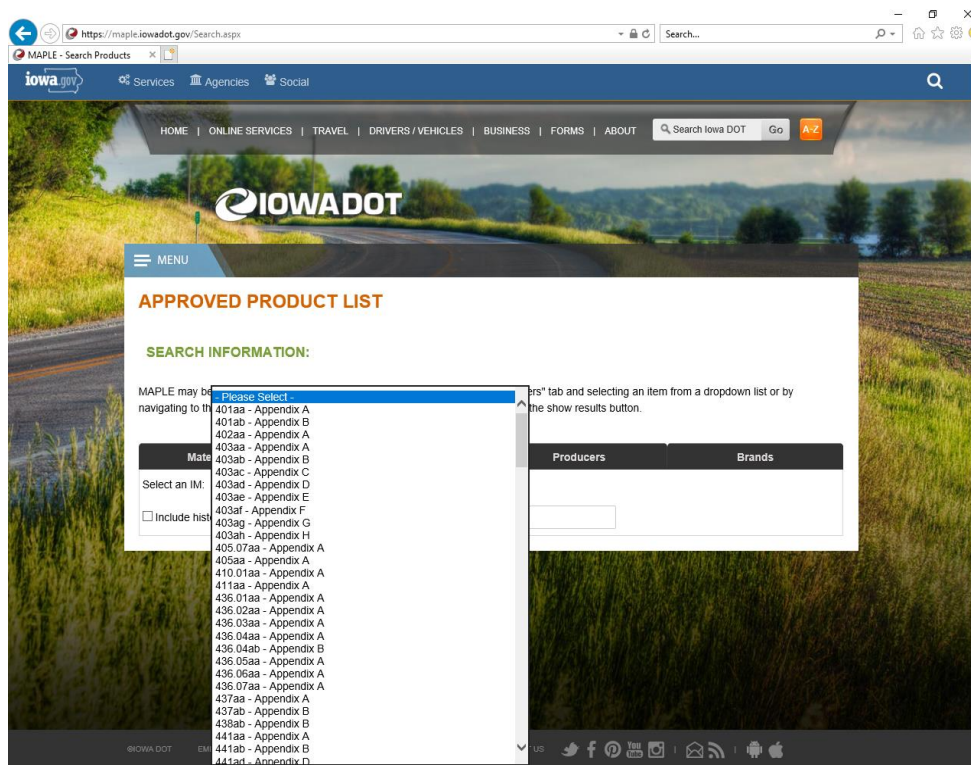 https://maple.iowadot.gov/Search.aspx
Search...
MAPLE - Search Products
iowa.gov
Services
Agencies
Social
HOME | ONLINE SERVICES | TRAVEL | DRIVERS / VEHICLES | BUSINESS | FORMS | ABOUT
Search Iowa DOT
Go
A-Z
IOWADOT
MENU
APPROVED PRODUCT LIST
SEARCH INFORMATION:
MAPLE may be
" tab and selecting an item from a dropdown list or by
navigating to
the show results button.
Producers
Brands
Select an IM:
Include
- Please Select -
401aa - Appendix A
401ab - Appendix B
402aa - Appendix A
403aa - Appendix A
403ab - Appendix B
403ac - Appendix C
403ad - Appendix D
403ae - Appendix E
403af - Appendix F
403ag - Appendix G
403ah - Appendix H
405.07aa - Appendix A
405aa - Appendix A
410.01aa - Appendix A
411aa - Appendix A
436.01aa - Appendix A
436.02aa - Appendix A
436.03aa - Appendix A
436.04aa - Appendix A
436.04ab - Appendix B
436.05aa - Appendix A
436.06aa - Appendix A
436.07aa - Appendix A
437aa - Appendix A
437ab - Appendix B
438ab - Appendix B
441aa - Appendix A
441ab - Appendix B
441ad - Appendix D
©IOWA DOT
US
You
Tube